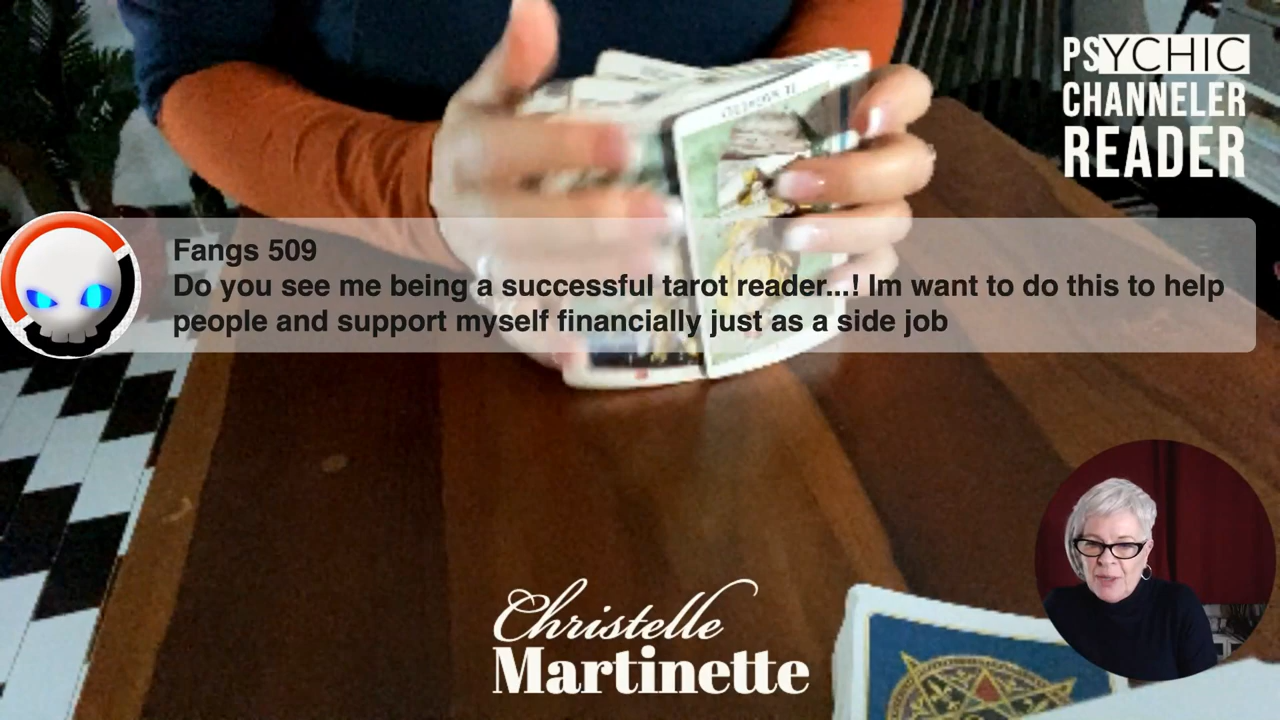 PSYCHIC
CHANNELER
READER
Fangs 509
Do you see me being a successful tarot reader...! Im want to do this to help
people and support myself financially just as a side job
Christelle
Martinette